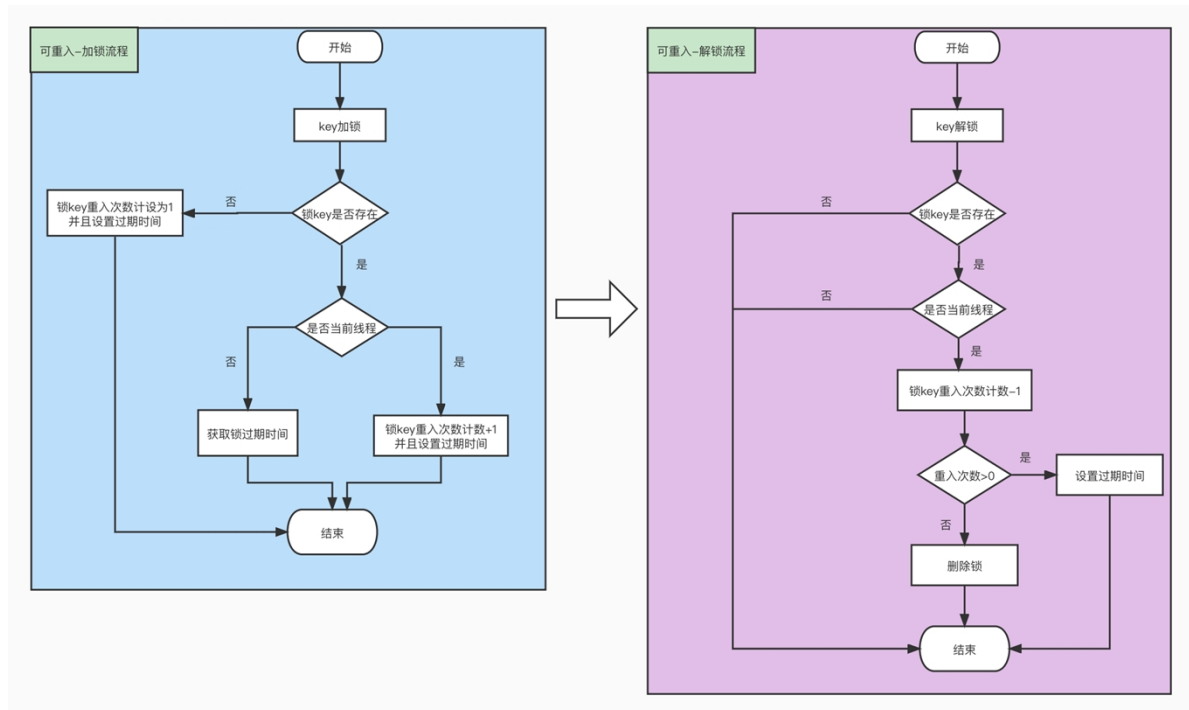 可重入-加锁流程
开始
key加锁
锁key是否存在
否
锁key重入次数计设为1
并且设置过期时间
是
是否当前线程
否
是
获取锁过期时间
锁key重入次数计数+1
并且设置过期时间
结束
可重入-解锁流程
开始
key解锁
锁key是否存在
否
是
是否当前线程
否
是
锁key重入次数计数-1
重入次数>0
是
设置过期时间
否
删除锁
结束